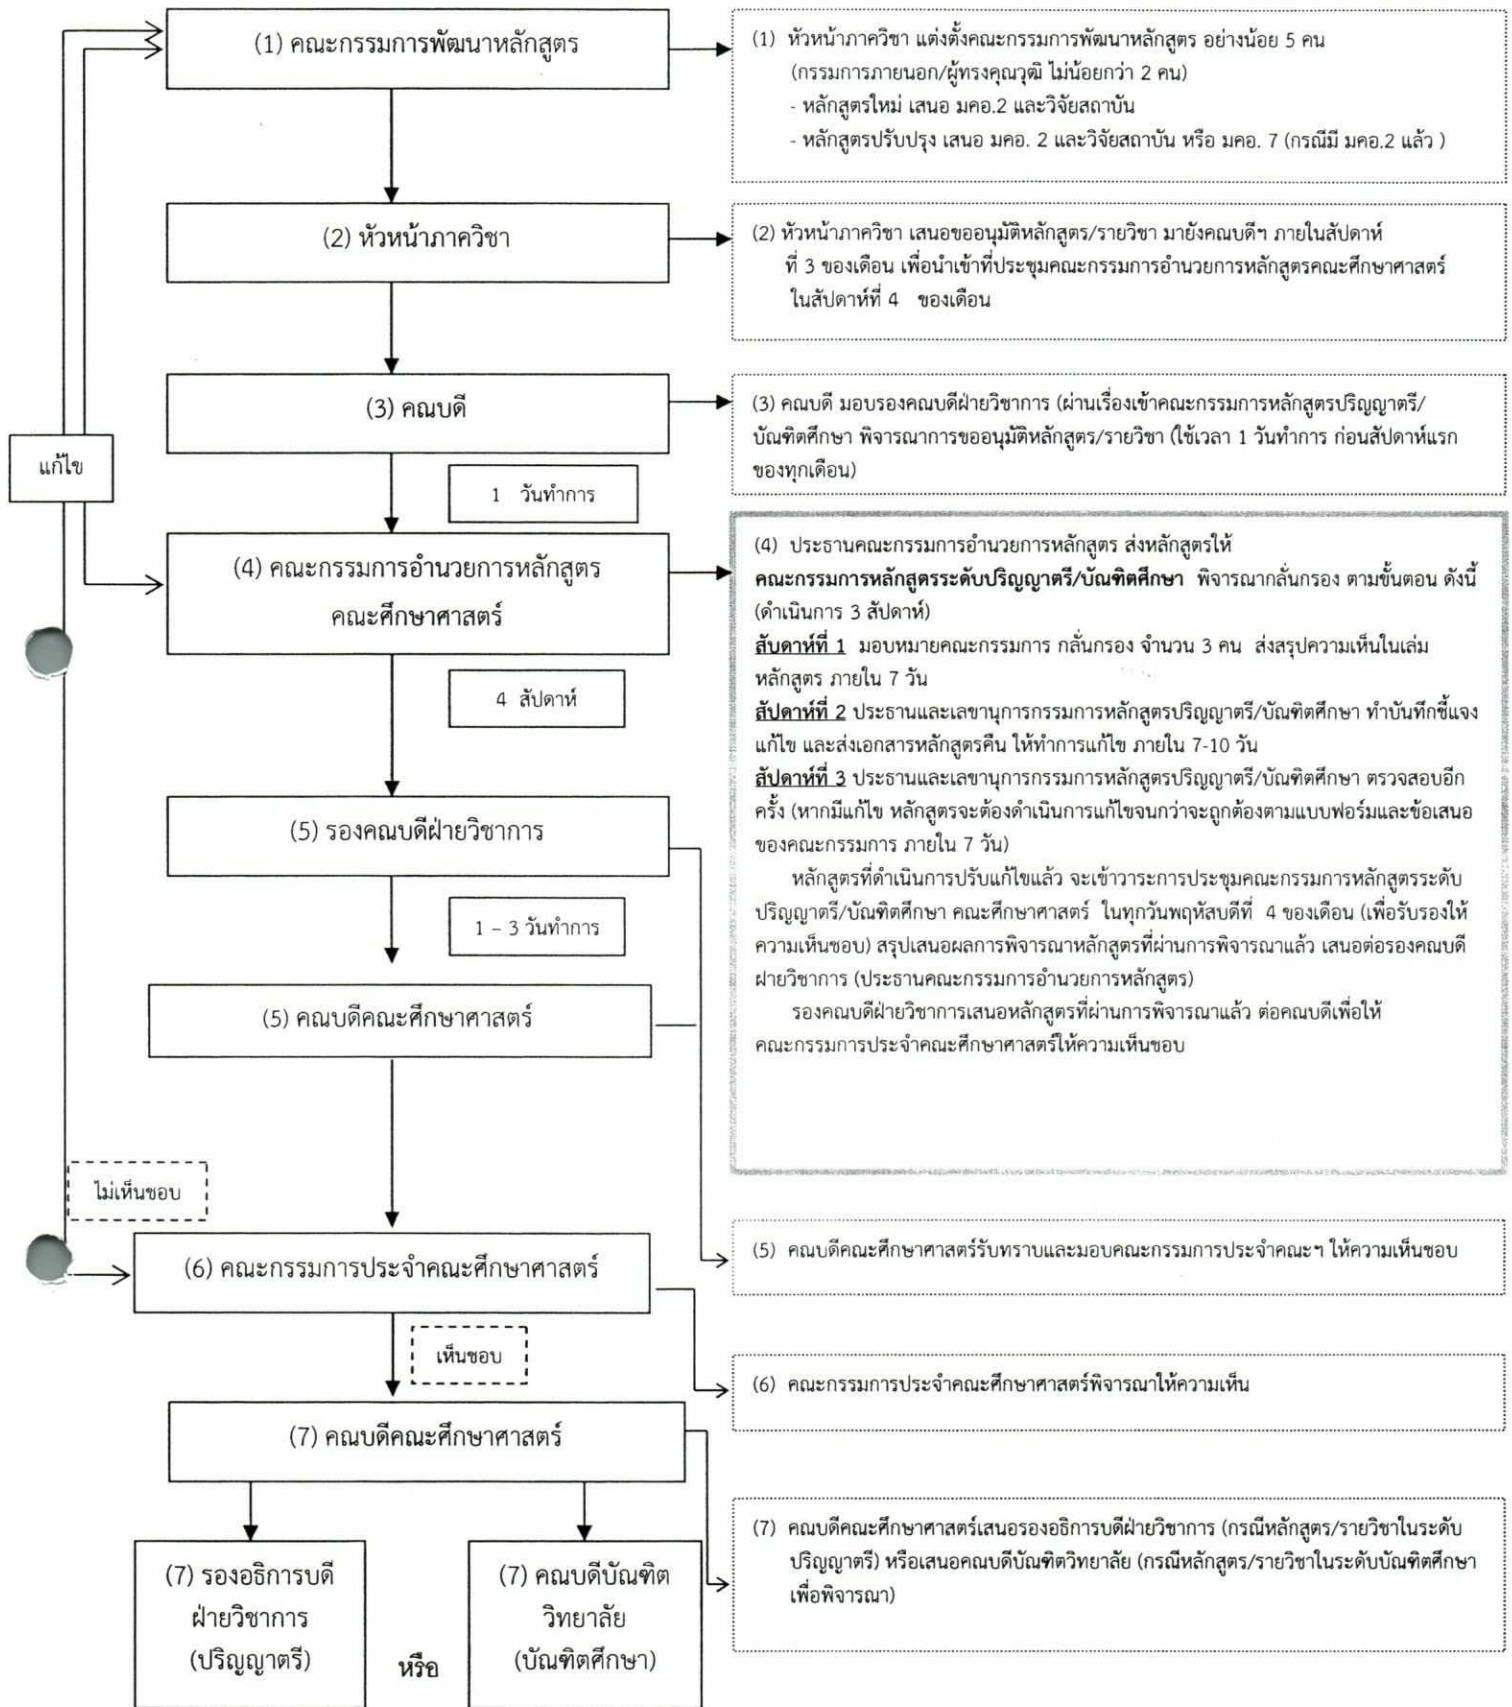 (1) คณะกรรมการพัฒนาหลักสูตร
(1) หัวหน้าภาควิชา แต่งตั้งคณะกรรมการพัฒนาหลักสูตร อย่างน้อย 5 คน
(กรรมการภายนอก/ผู้ทรงคุณวุฒิ ไม่น้อยกว่า 2 คน)
- หลักสูตรใหม่ เสนอ มคอ.2 และวิจัยสถาบัน
- หลักสูตรปรับปรุง เสนอ มคอ. 2 และวิจัยสถาบัน หรือ มคอ. 7 (กรณีมี มคอ.2 แล้ว )
(2) หัวหน้าภาควิชา
(2) หัวหน้าภาควิชา เสนอขออนุมัติหลักสูตร/รายวิชา มายังคณบดีฯ ภายในสัปดาห์
ที่ 3 ของเดือน เพื่อนำเข้าที่ประชุมคณะกรรมการอำนวยการหลักสูตรคณะศึกษาศาสตร์
ในสัปดาห์ที่ 4 ของเดือน
(3) คณบดี
(3) คณบดี มอบรองคณบดีฝ่ายวิชาการ (ผ่านเรื่องเข้าคณะกรรมการหลักสูตรปริญญาตรี/
บัณฑิตศึกษา พิจารณาการขออนุมัติหลักสูตร/รายวิชา (ใช้เวลา 1 วันทำการ ก่อนสัปดาห์แรก
ของทุกเดือน)
แก้ไข
1 วันทำการ
(4) คณะกรรมการอำนวยการหลักสูตร
คณะศึกษาศาสตร์
(4) ประธานคณะกรรมการอำนวยการหลักสูตร ส่งหลักสูตรให้
คณะกรรมการหลักสูตรระดับปริญญาตรี/บัณฑิตศึกษา พิจารณากลั่นกรอง ตามขั้นตอน ดังนี้
(ดำเนินการ 3 สัปดาห์)
สับดาห์ที่ 1 มอบหมายคณะกรรมการ กลั่นกรอง จำนวน 3 คน ส่งสรุปความเห็นในเล่ม
หลักสูตร ภายใน 7 วัน
สัปดาห์ที่ 2 ประธานและเลขานุการกรรมการหลักสูตรปริญญาตรี/บัณฑิตศึกษา ทำบันทึกชี้แจง
แก้ไข และส่งเอกสารหลักสูตรคืน ให้ทำการแก้ไข ภายใน 7-10 วัน
สัปดาห์ที่ 3 ประธานและเลขานุการกรรมการหลักสูตรปริญญาตรี/บัณฑิตศึกษา ตรวจสอบอีก
ครั้ง (หากมีแก้ไข หลักสูตรจะต้องดำเนินการแก้ไขจนกว่าจะถูกต้องตามแบบฟอร์มและข้อเสนอ
ของคณะกรรมการ ภายใน 7 วัน)
หลักสูตรที่ดำเนินการปรับแก้ไขแล้ว จะเข้าวาระการประชุมคณะกรรมการหลักสูตรระดับ
ปริญญาตรี/บัณฑิตศึกษา คณะศึกษาศาสตร์ ในทุกวันพฤหัสบดีที่ 4 ของเดือน (เพื่อรับรองให้
ความเห็นชอบ) สรุปเสนอผลการพิจารณาหลักสูตรที่ผ่านการพิจารณาแล้ว เสนอต่อรองคณบดี
ฝ่ายวิชาการ (ประธานคณะกรรมการอำนวยการหลักสูตร)
รองคณบดีฝ่ายวิชาการเสนอหลักสูตรที่ผ่านการพิจารณาแล้ว ต่อคณบดีเพื่อให้
คณะกรรมการประจำคณะศึกษาศาสตร์ให้ความเห็นชอบ
4 สัปดาห์
(5) รองคณบดีฝ่ายวิชาการ
1 – 3 วันทำการ
(5) คณบดีคณะศึกษาศาสตร์
ไม่เห็นชอบ
(5) คณบดีคณะศึกษาศาสตร์รับทราบและมอบคณะกรรมการประจำคณะฯ ให้ความเห็นชอบ
(6) คณะกรรมการประจำคณะศึกษาศาสตร์
เห็นชอบ
(6) คณะกรรมการประจำคณะศึกษาศาสตร์พิจารณาให้ความเห็น
(7) คณบดีคณะศึกษาศาสตร์
(7) คณบดีคณะศึกษาศาสตร์เสนอรองอธิการบดีฝ่ายวิชาการ (กรณีหลักสูตร/รายวิชาในระดับ
ปริญญาตรี) หรือเสนอคณบดีบัณฑิตวิทยาลัย (กรณีหลักสูตร/รายวิชาในระดับบัณฑิตศึกษา
เพื่อพิจารณา)
(7) รองอธิการบดี
ฝ่ายวิชาการ
(ปริญญาตรี)
หรือ
(7) คณบดีบัณฑิต
วิทยาลัย
(บัณฑิตศึกษา)